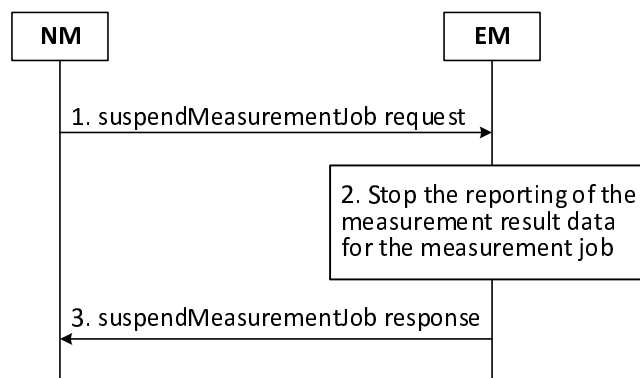 NM
EM
1. suspendMeasurementJob request
2. Stop the reporting of the
measurement result data
for the measurement job
3. suspendMeasurementJob response